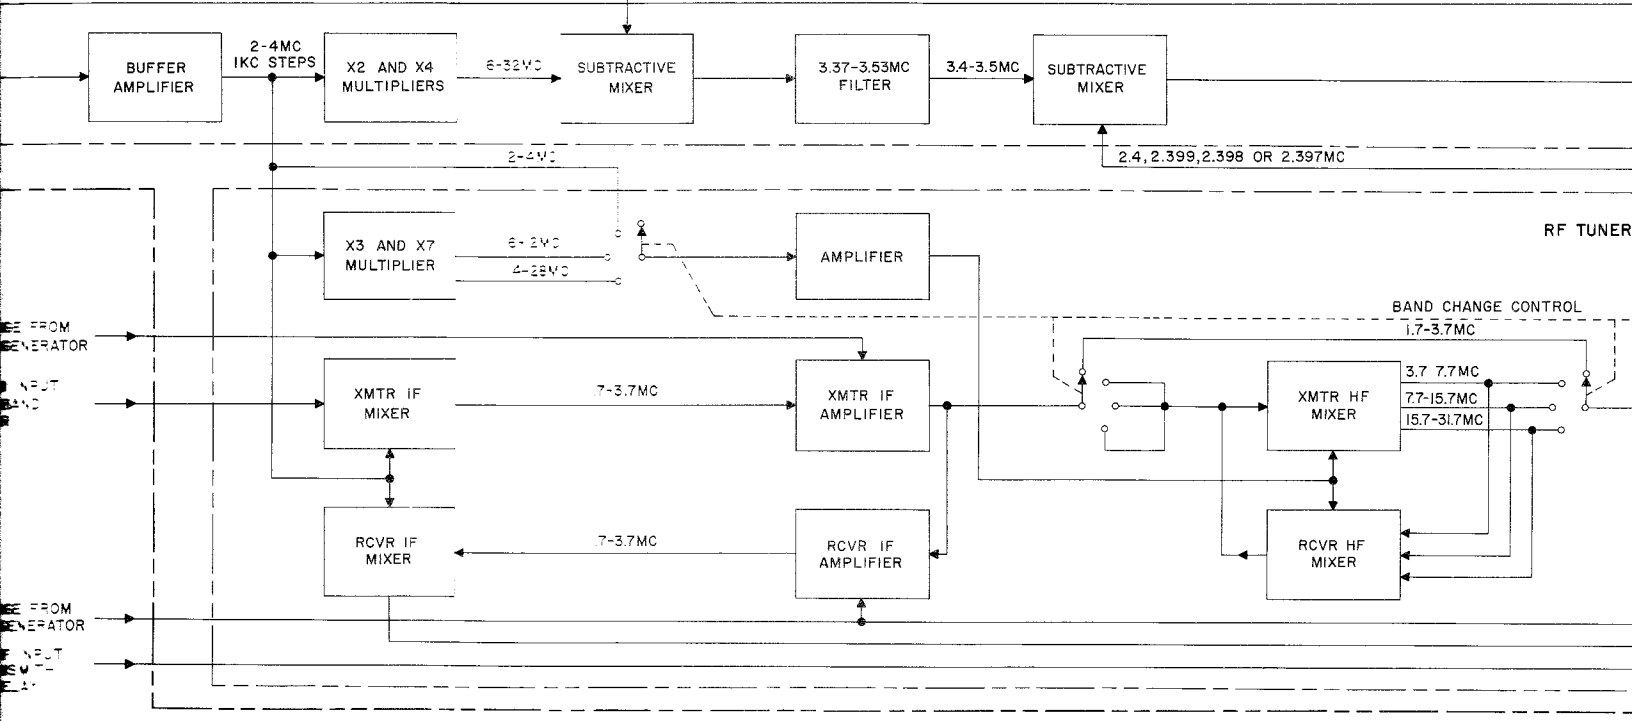 BUFFER
AMPLIFIER
2-4MC
1KC STEPS
X2 AND X4
MULTIPLIERS
SUBTRACTIVE
MIXER
3.37-3.53MC
FILTER
3.4-3.5MC
SUBTRACTIVE
MIXER
2-4MC
2.4, 2.399, 2.398 OR 2.397MC
X3 AND X7
MULTIPLIER
AMPLIFIER
RF TUNER
BAND CHANGE CONTROL
1.7-3.7MC
FROM
XMTR IF
MIXER
.7-3.7MC
XMTR IF
AMPLIFIER
XMTR HF
MIXER
3.7 7.7MC
7.7-15.7MC
15.7-31.7MC
RCVR IF
MIXER
.7-3.7MC
RCVR IF
AMPLIFIER
RCVR HF
MIXER
FROM